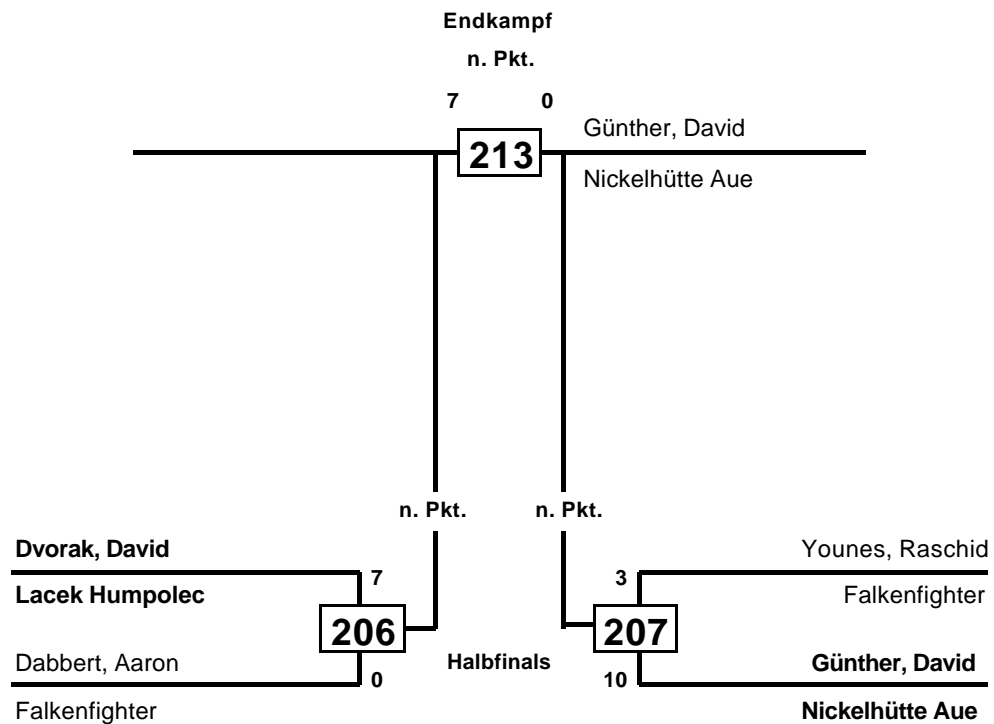 Endkampf
n. Pkt.
7 0
Günther, David
213
Nickelhütte Aue
n. Pkt. n. Pkt.
Dvorak, David
Younes, Raschid
7
3
Lacek Humpolec
Falkenfighter
206
207
Dabbert, Aaron
Halbfinals
Günther, David
0
10
Falkenfighter
Nickelhütte Aue